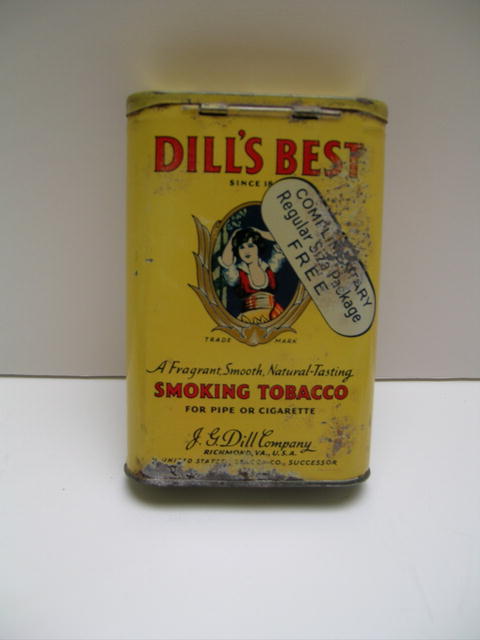 DILL'S BEST
SINCE 18
COMPLIMENTARY
Regular Size Package
FREE
TRADE MARK
A Fragrant, Smooth, Natural-Tasting
SMOKING TOBACCO
FOR PIPE OR CIGARETTE
J. G. Dill Company
RICHMOND, VA., U.S.A.
UNITED STATES TOBACCO CO., SUCCESSOR